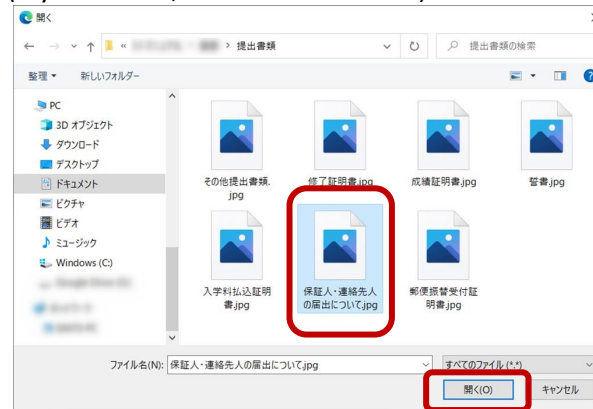 開く
« > 提出書類
提出書類の検索
整理 新しいフォルダー
PC
3D オブジェクト
ダウンロード
デスクトップ
ドキュメント
ピクチャ
ビデオ
ミュージック
Windows (C:)
その他提出書類.
jpg
修了証明書.jpg
成績証明書.jpg
誓書.jpg
入学料払込証明
書.jpg
保証人・連絡先人
の届出について.jpg
郵便振替受付証
明書.jpg
ファイル名(N): 保証人・連絡先人の届出について.jpg
すべてのファイル (*.*)
開く(O) キャンセル